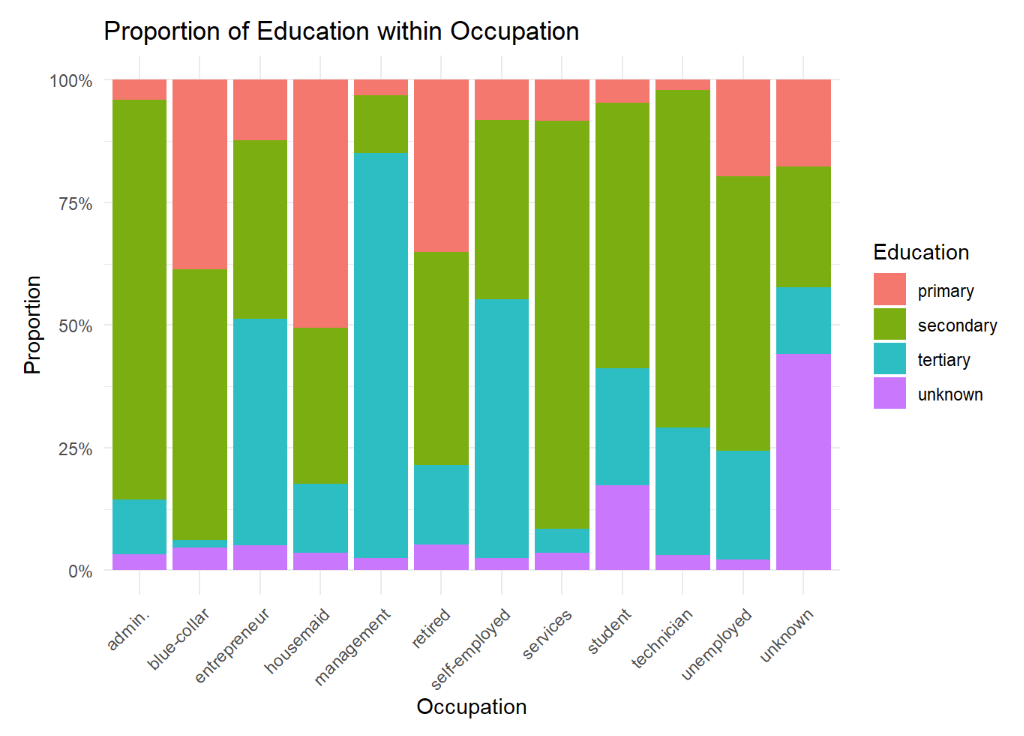 Proportion of Education within Occupation
100%
75%
50%
25%
0%
Proportion
admin.
blue-collar
entrepreneur
housemaid
management
retired
self-employed
services
student
technician
unemployed
unknown
Occupation
Education
primary
secondary
tertiary
unknown